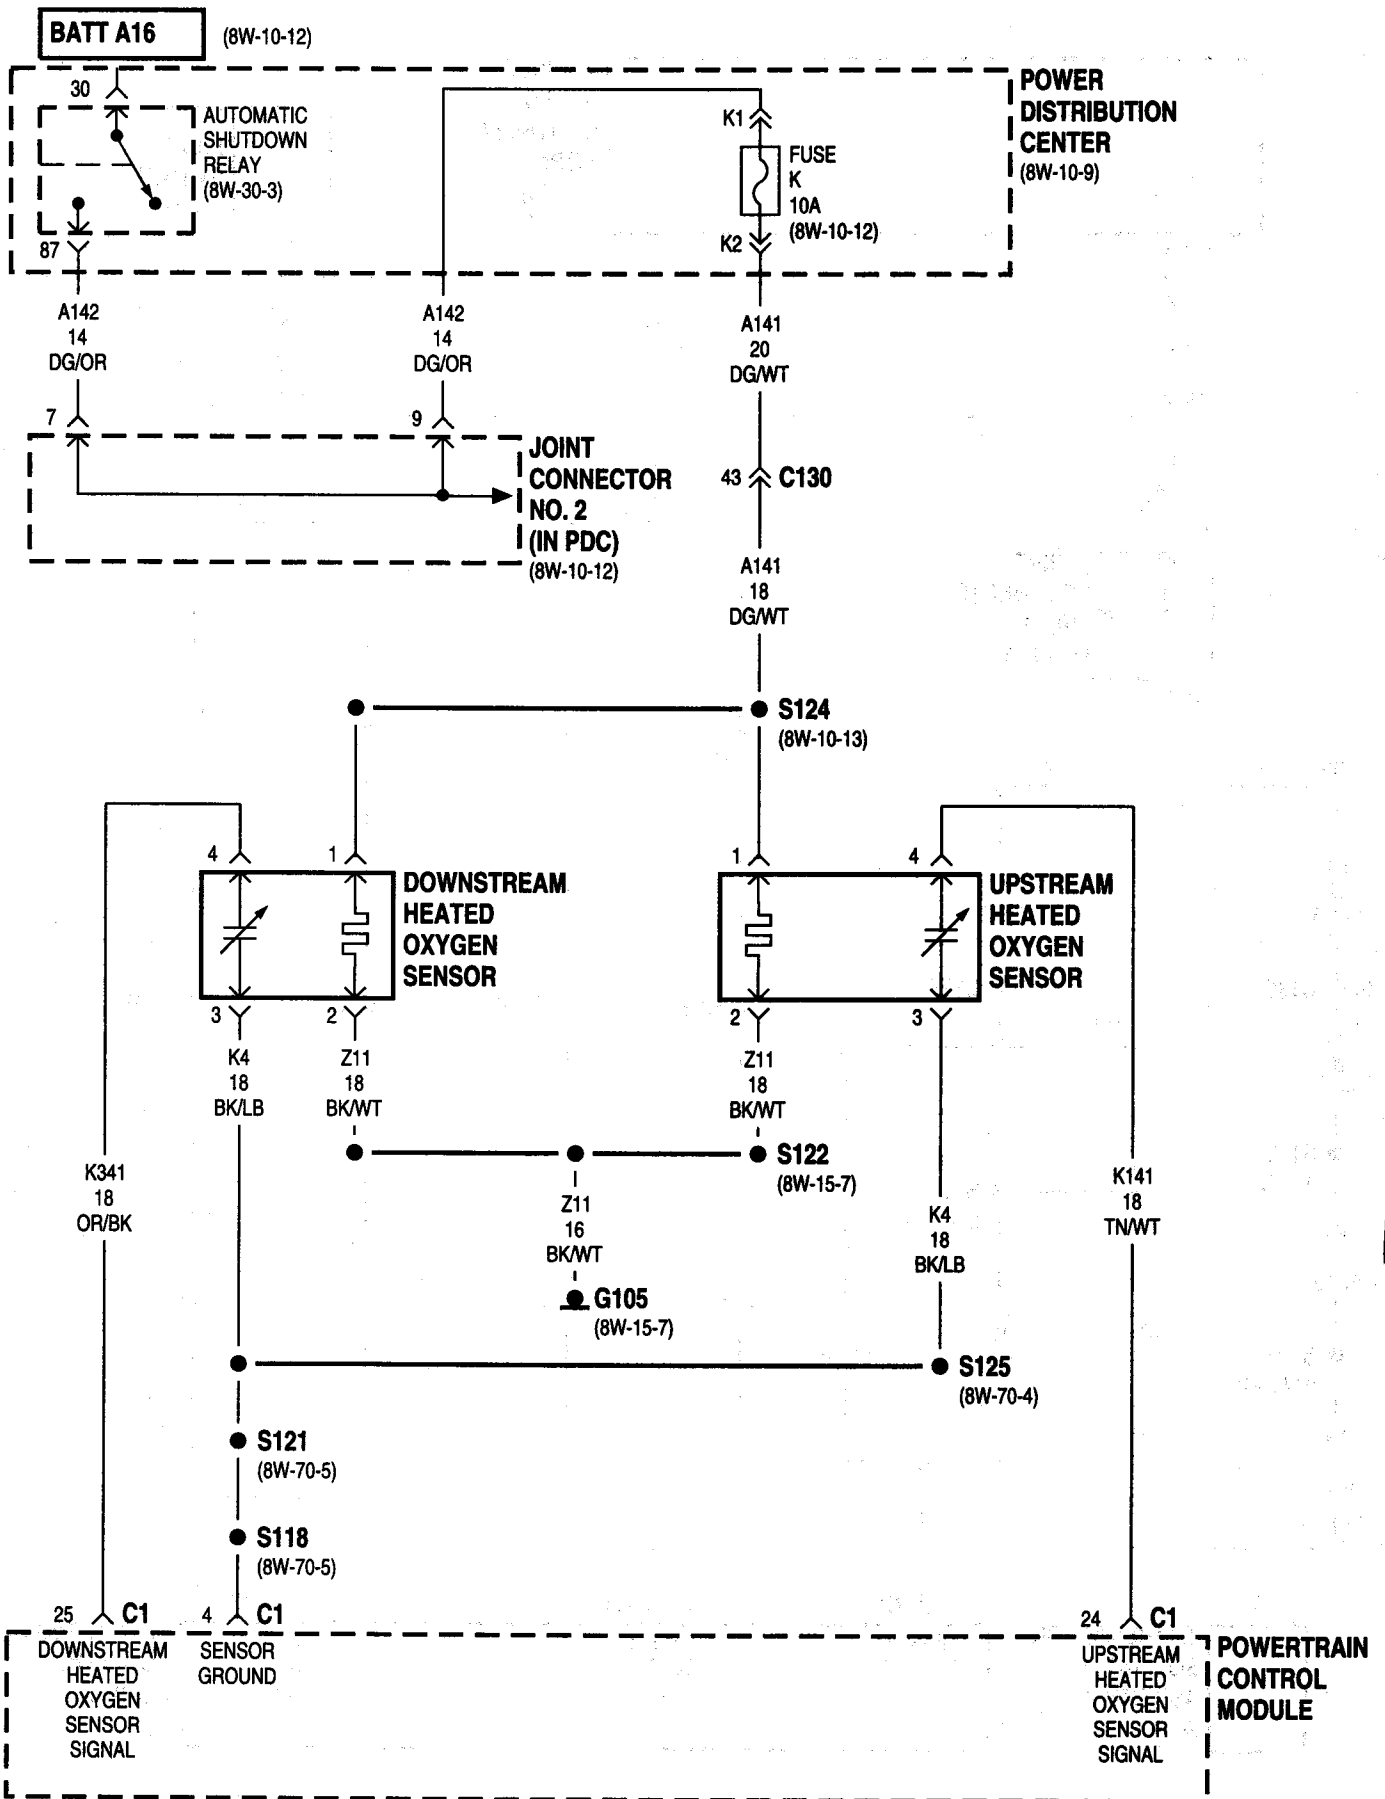 BATT A16
(8W-10-12)
30
AUTOMATIC
SHUTDOWN
RELAY
(8W-30-3)
87
K1
FUSE
K
10A
(8W-10-12)
K2
POWER
DISTRIBUTION
CENTER
(8W-10-9)
A142
14
DG/OR
A142
14
DG/OR
A141
20
DG/WT
7
9
JOINT
CONNECTOR
NO. 2
(IN PDC)
(8W-10-12)
43
C130
A141
18
DG/WT
S124
(8W-10-13)
4
1
DOWNSTREAM
HEATED
OXYGEN
SENSOR
3
2
1
4
UPSTREAM
HEATED
OXYGEN
SENSOR
2
3
K4
18
BK/LB
Z11
18
BK/WT
Z11
18
BK/WT
S122
(8W-15-7)
K341
18
OR/BK
Z11
16
BK/WT
K4
18
BK/LB
K141
18
TN/WT
G105
(8W-15-7)
S125
(8W-70-4)
S121
(8W-70-5)
S118
(8W-70-5)
25
C1
4
C1
24
C1
DOWNSTREAM
HEATED
OXYGEN
SENSOR
SIGNAL
SENSOR
GROUND
UPSTREAM
HEATED
OXYGEN
SENSOR
SIGNAL
POWERTRAIN
CONTROL
MODULE